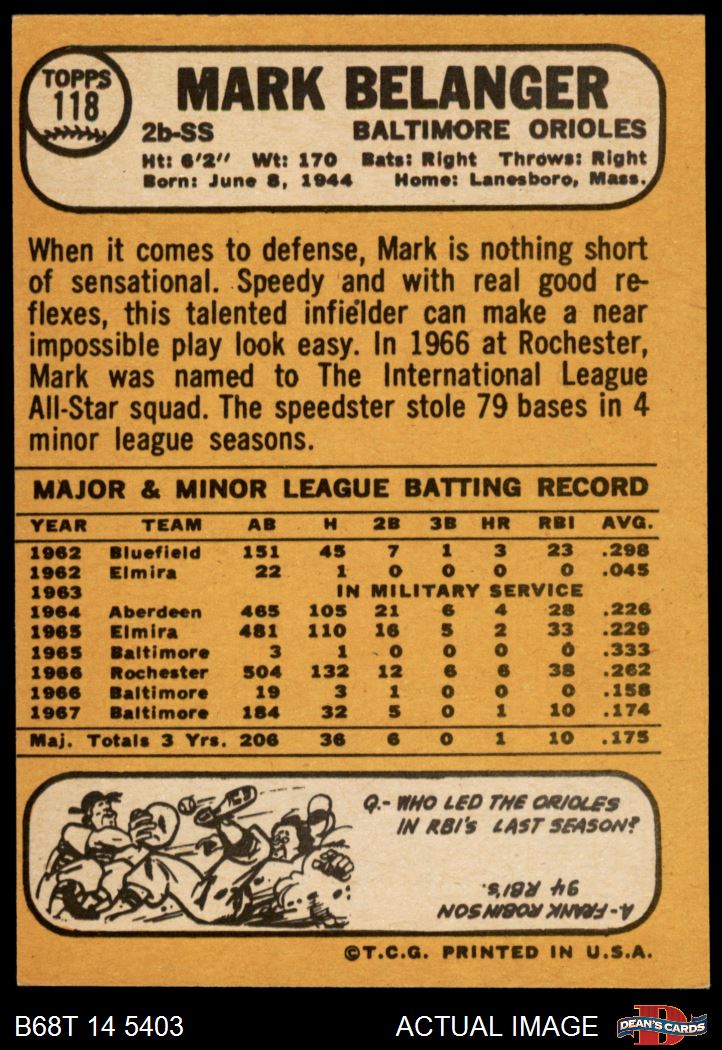 TOPPS
118
MARK BELANGER
2b-SS BALTIMORE ORIOLES
Ht: 6'2" Wt: 170 Bats: Right Throws: Right
Born: June 8, 1944 Home: Lanesboro, Mass.
When it comes to defense, Mark is nothing short
of sensational. Speedy and with real good re-
flexes, this talented infielder can make a near
impossible play look easy. In 1966 at Rochester,
Mark was named to The International League
All-Star squad. The speedster stole 79 bases in 4
minor league seasons.
MAJOR & MINOR LEAGUE BATTING RECORD
YEAR TEAM AB H 2B 3B HR RBI AVG.
1962 Bluefield 151 45 7 1 3 23 .298
1962 Elmira 22 1 0 0 0 0 .045
1963 IN MILITARY SERVICE
1964 Aberdeen 465 105 21 6 4 28 .226
1965 Elmira 481 110 16 5 2 33 .229
1965 Baltimore 3 1 0 0 0 0 .333
1966 Rochester 504 132 12 6 6 38 .262
1966 Baltimore 19 3 1 0 0 0 .158
1967 Baltimore 184 32 5 0 1 10 .174
Maj. Totals 3 Yrs. 206 36 6 0 1 10 .175
Q.- WHO LED THE ORIOLES
IN RBI'S LAST SEASON?
A- FRANK ROBINSON
94 RBI'S.
©T.C.G. PRINTED IN U.S.A.
B68T 14 5403 ACTUAL IMAGE DEAN'S CARDS